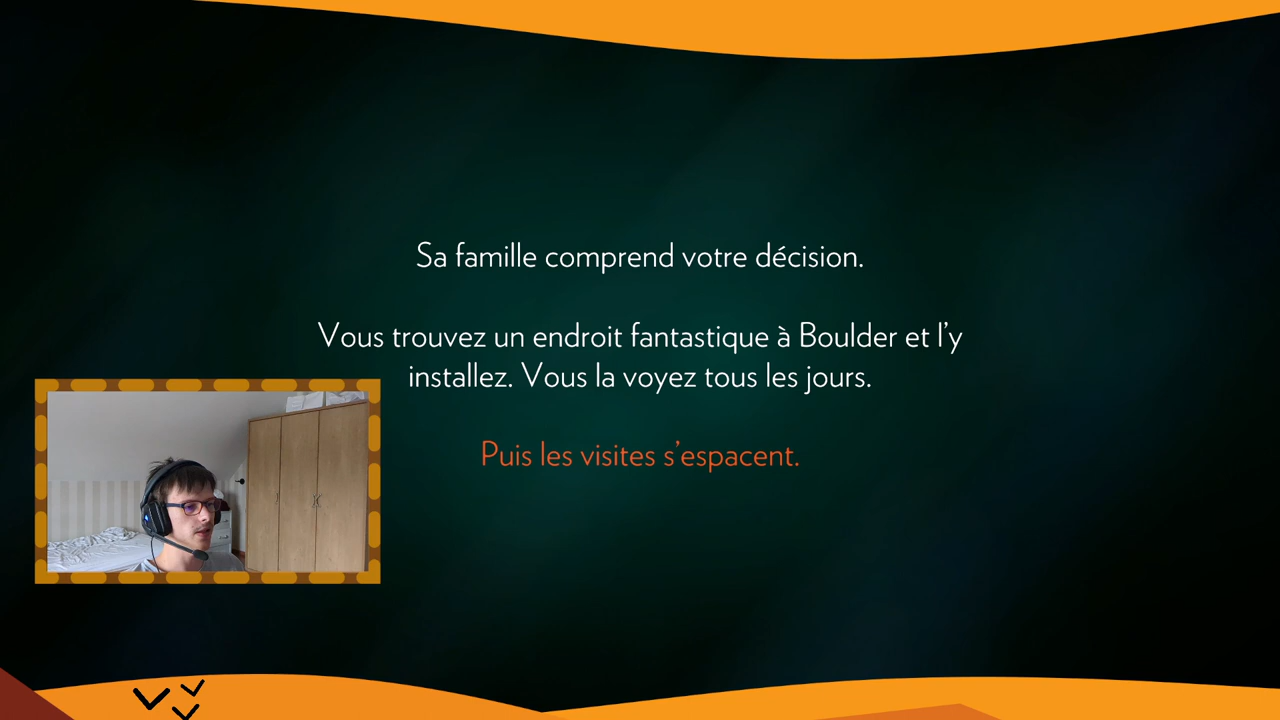 Sa famille comprend votre décision.
Vous trouvez un endroit fantastique à Boulder et l’y
installez. Vous la voyez tous les jours.
Puis les visites s’espacent.